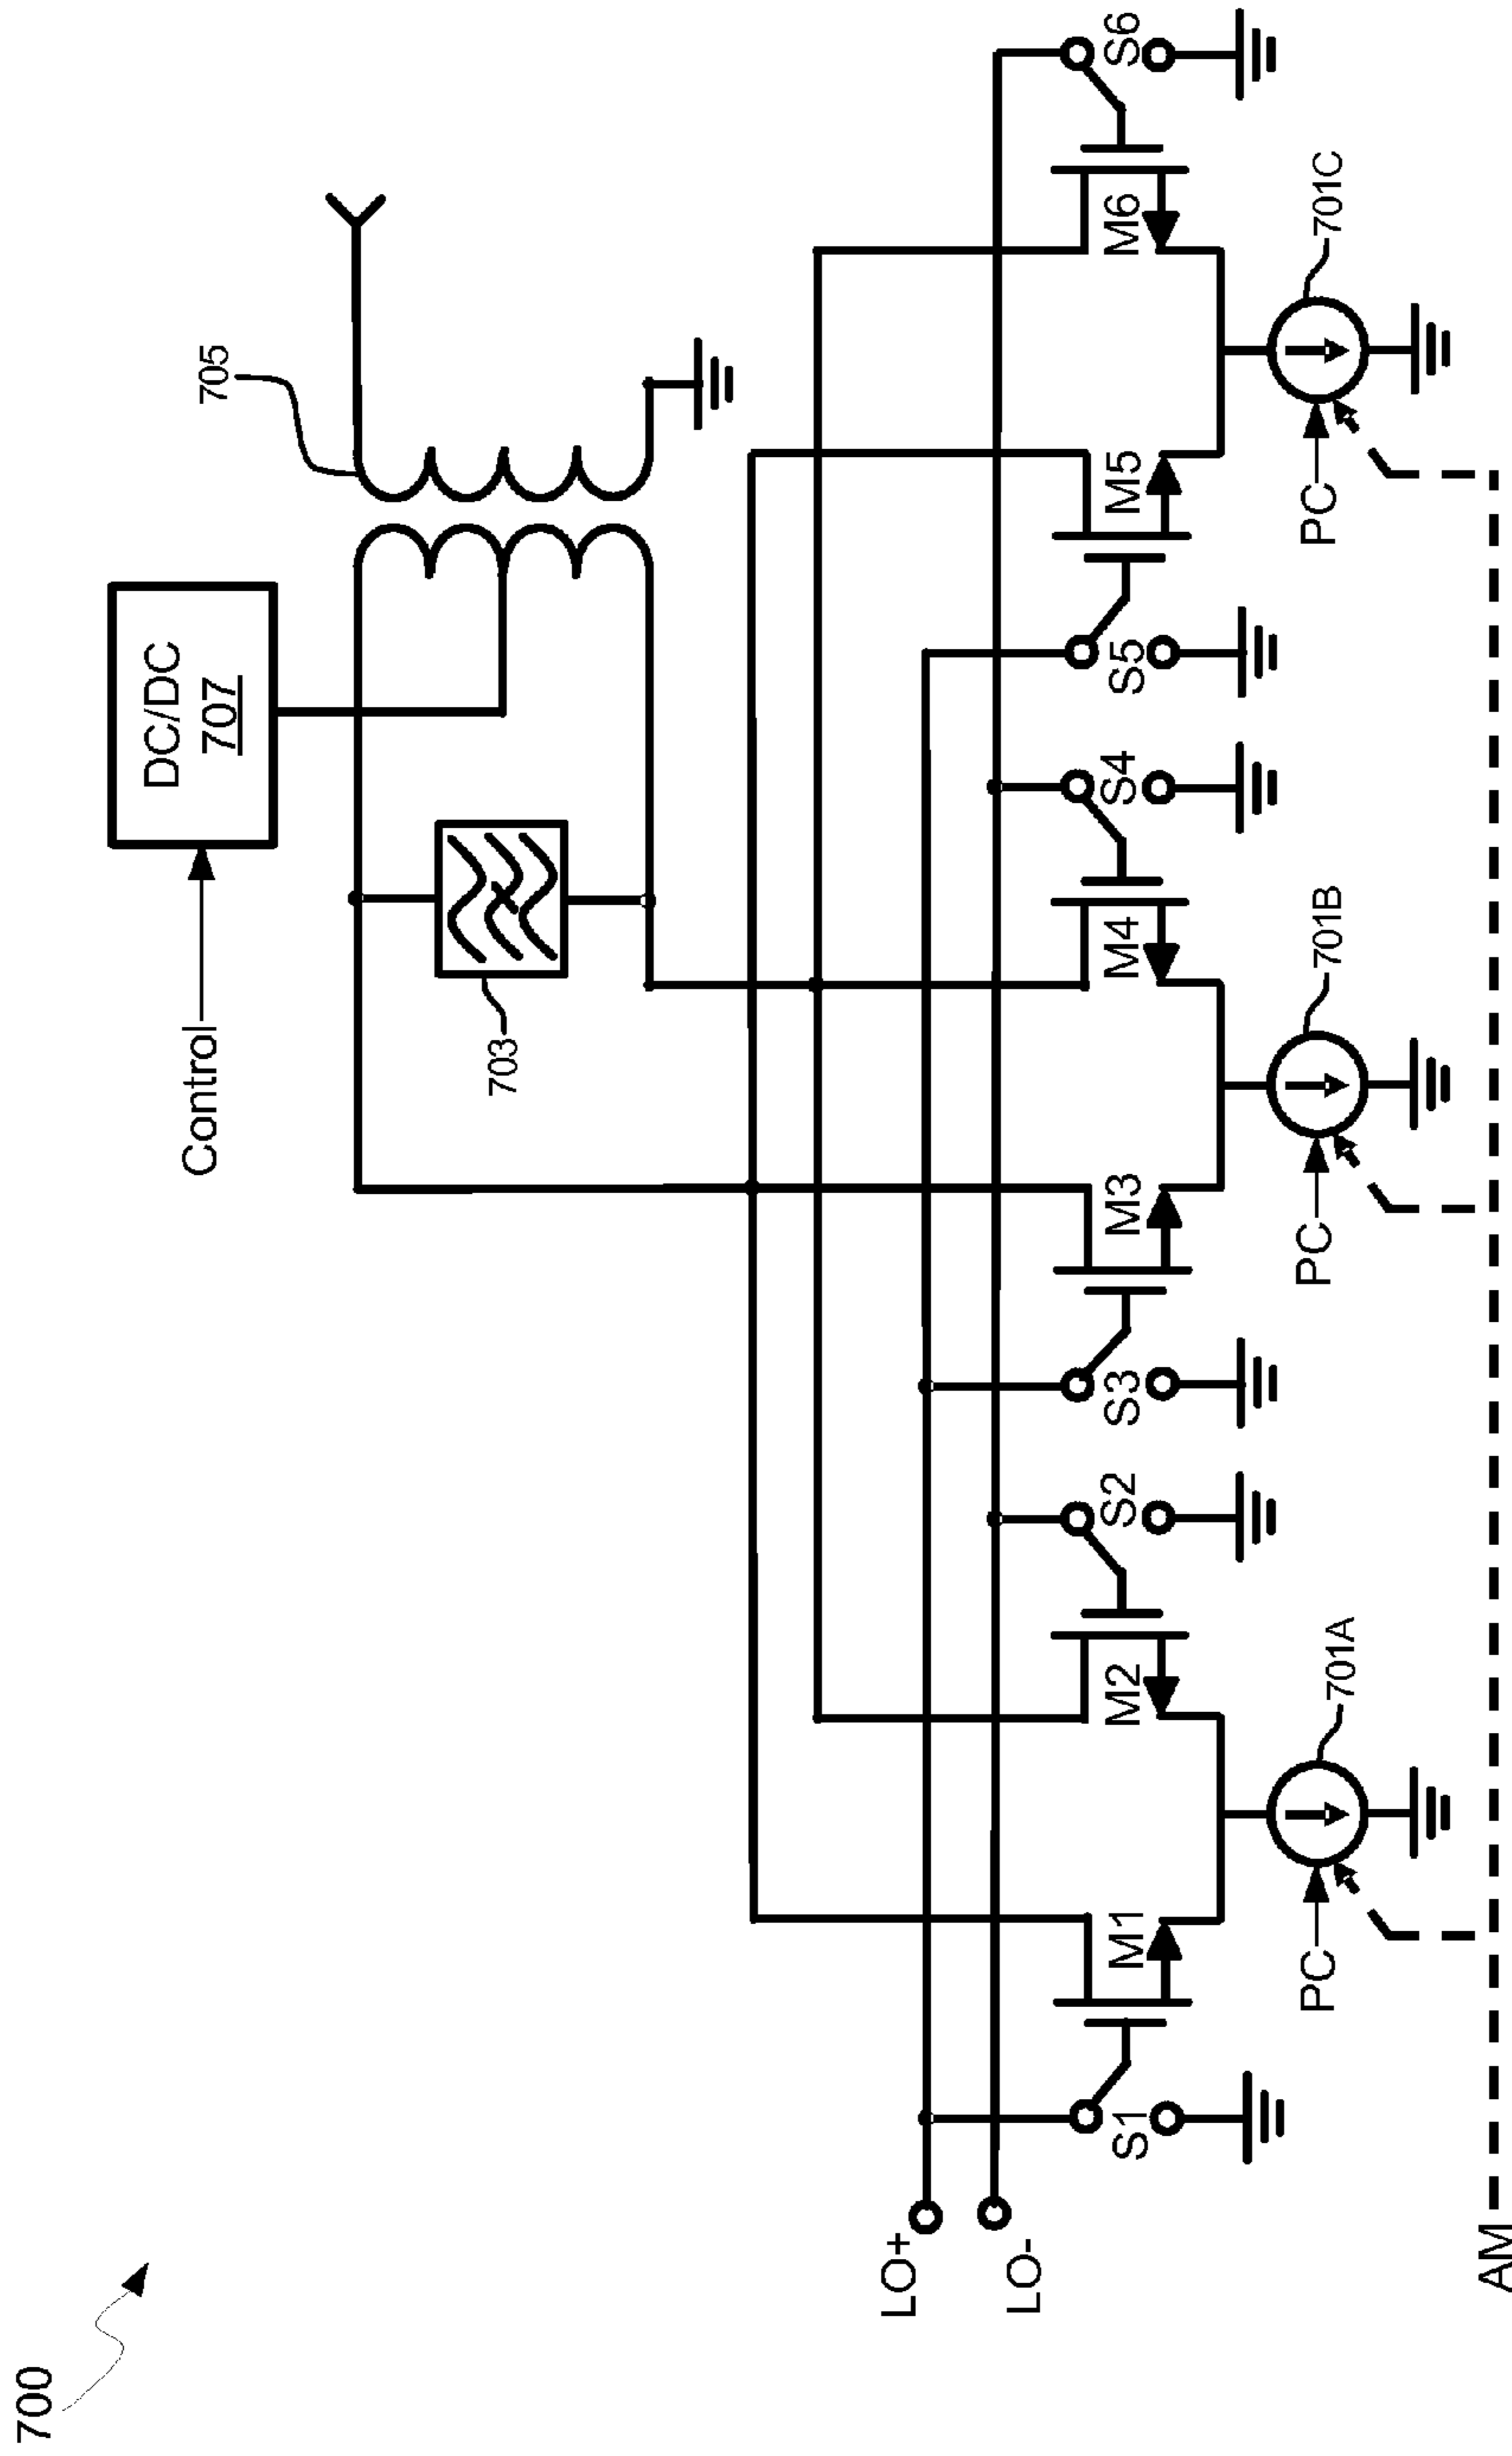 700
Control
DC/DC
707
705
703
LO+
LO-
S1
M1
M2
S2
S3
M3
M4
S4
S5
M5
M6
S6
PC
701A
PC
701B
PC
701C
AM